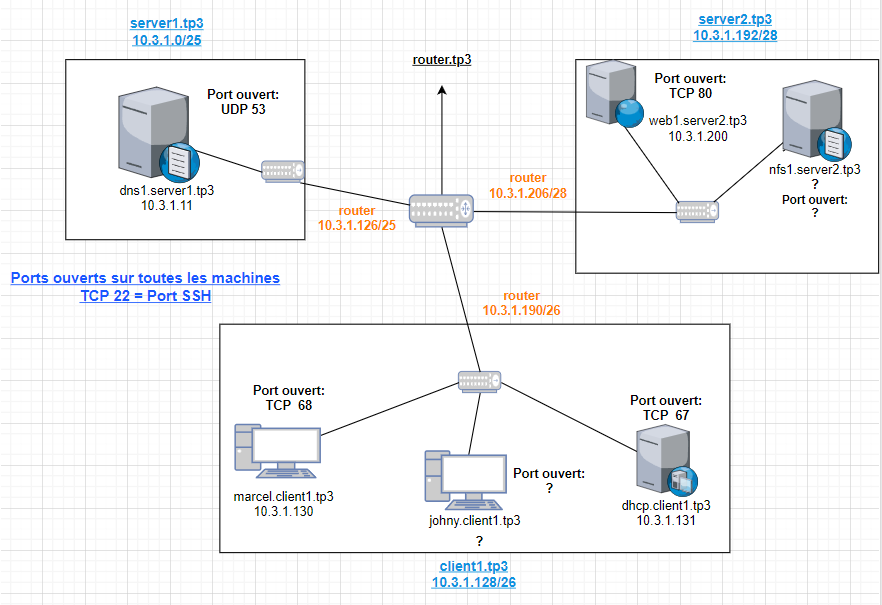 server1.tp3
10.3.1.0/25
Port ouvert:
UDP 53
dns1.server1.tp3
10.3.1.11
router.tp3
server2.tp3
10.3.1.192/28
Port ouvert:
TCP 80
web1.server2.tp3
10.3.1.200
nfs1.server2.tp3
?
Port ouvert:
?
router
10.3.1.126/25
router
10.3.1.206/28
Ports ouverts sur toutes les machines
TCP 22 = Port SSH
router
10.3.1.190/26
Port ouvert:
TCP 68
marcel.client1.tp3
10.3.1.130
Port ouvert:
?
johny.client1.tp3
?
Port ouvert:
TCP 67
dhcp.client1.tp3
10.3.1.131
client1.tp3
10.3.1.128/26